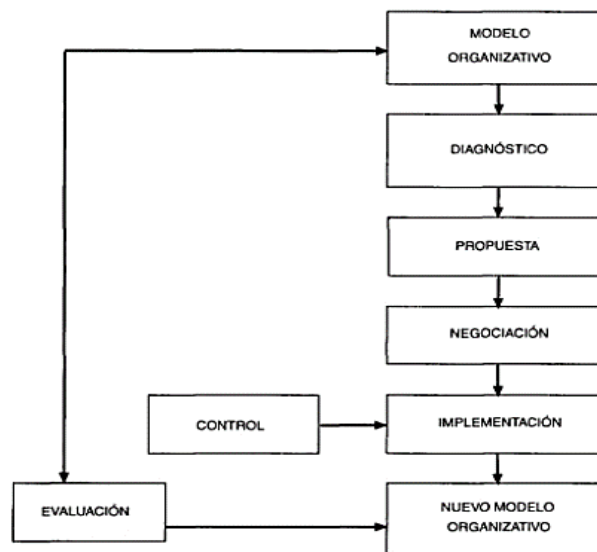 MODELO
ORGANIZATIVO
DIAGNÓSTICO
PROPUESTA
NEGOCIACIÓN
CONTROL
IMPLEMENTACIÓN
EVALUACIÓN
NUEVO MODELO
ORGANIZATIVO